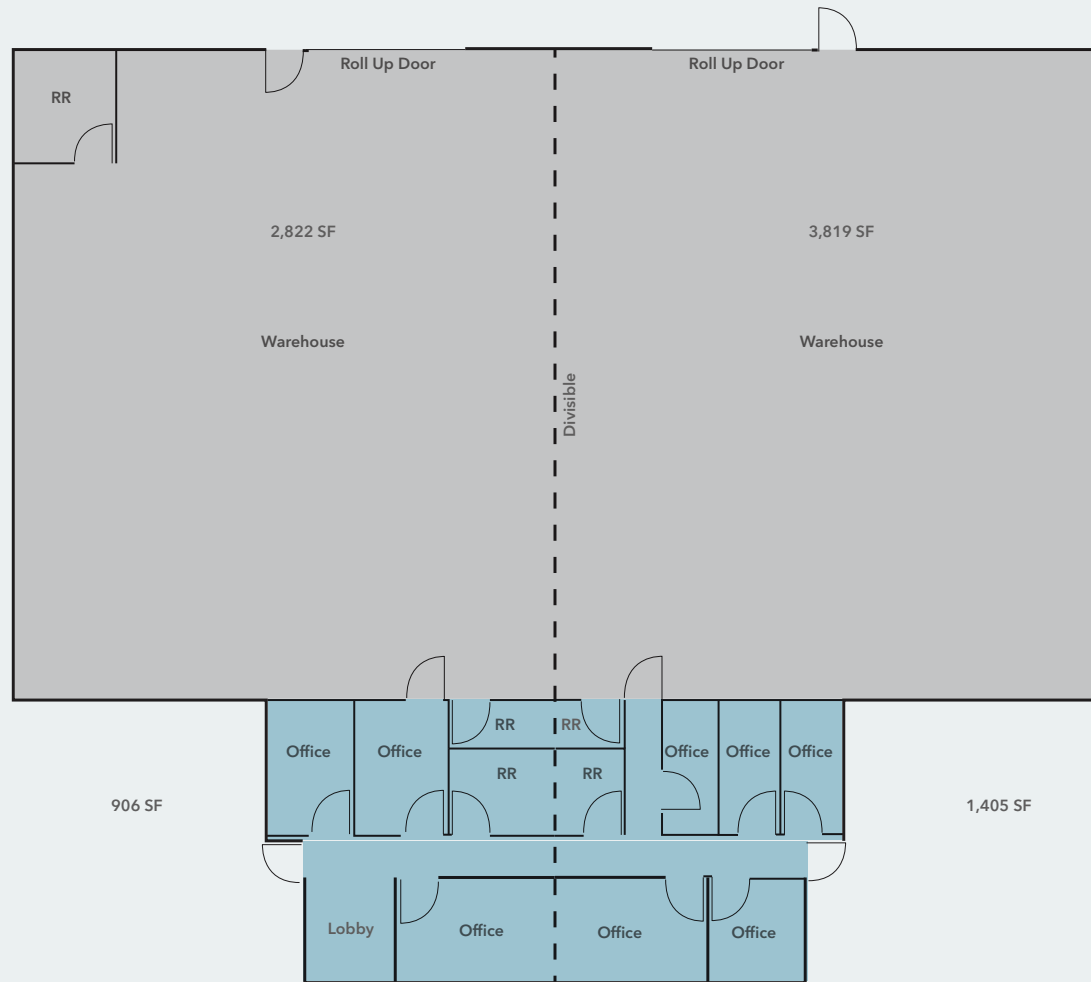 Roll Up Door
Roll Up Door
RR
2,822 SF
3,819 SF
Warehouse
Warehouse
Divisible
RR
RR
Office
Office
Office
Office
Office
RR
RR
906 SF
1,405 SF
Lobby
Office
Office
Office